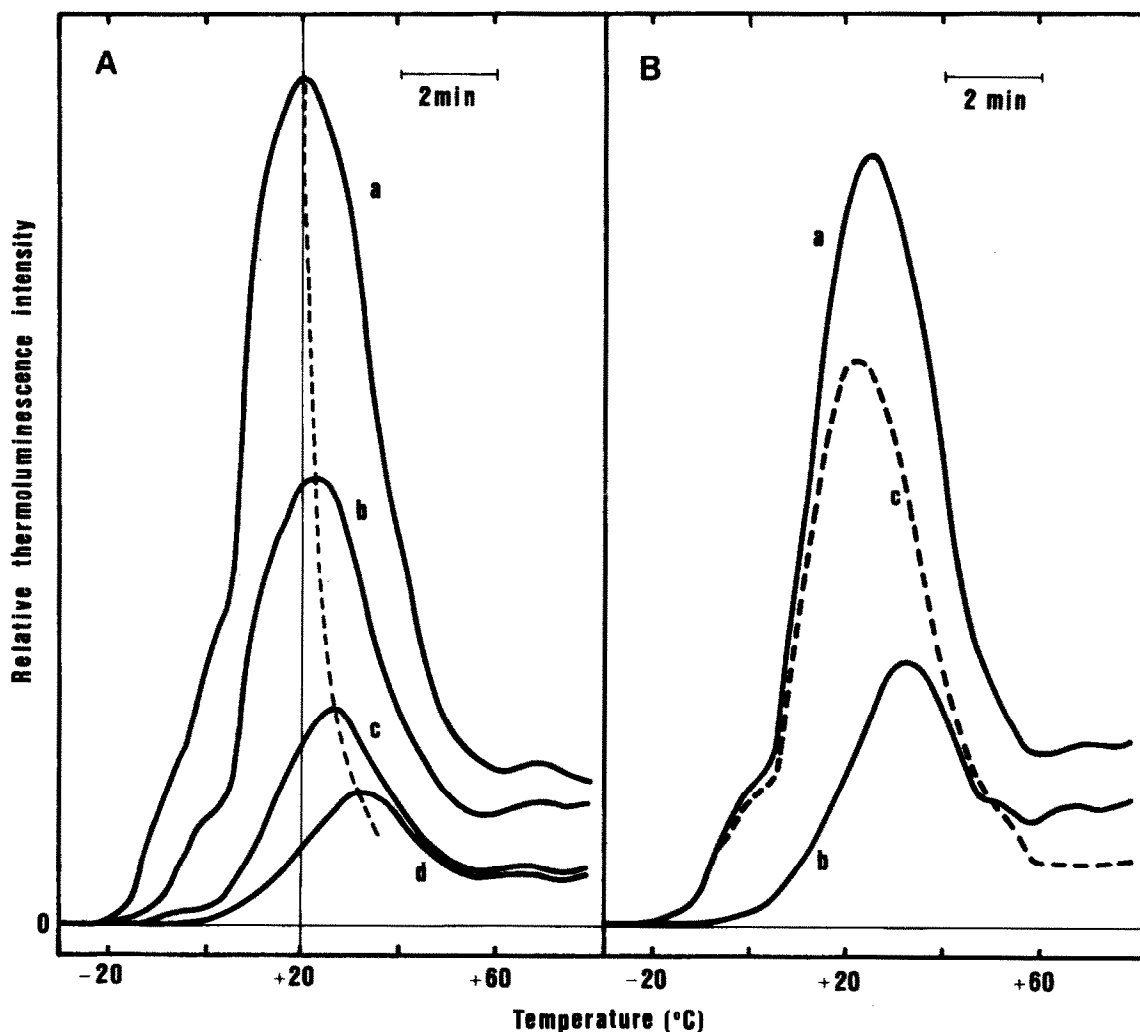 A
2min
a
b
c
d
B
2 min
a
c
b
Relative thermoluminescence intensity
0
-20
+20
+60
-20
+20
+60
Temperature (°C)